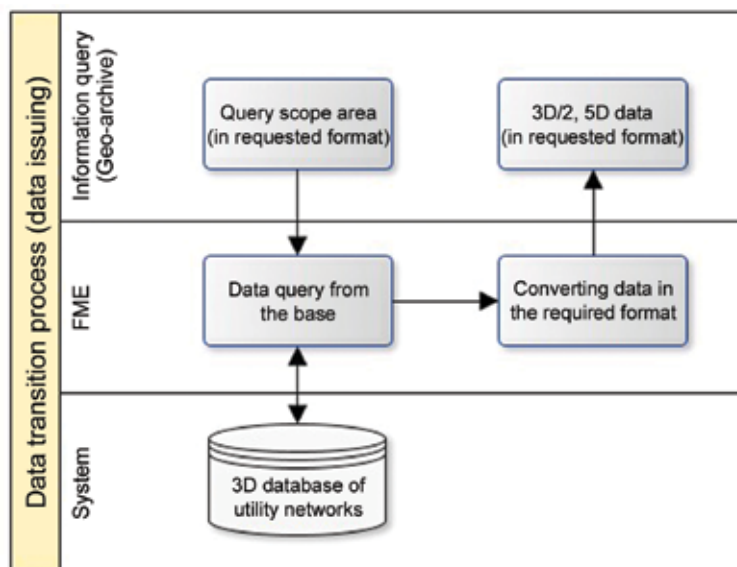 Data transition process (data issuing)
Information query
(Geo-archive)
Query scope area
(in requested format)
3D/2, 5D data
(in requested format)
FME
Data query from
the base
Converting data in
the required format
System
3D database of
utility networks